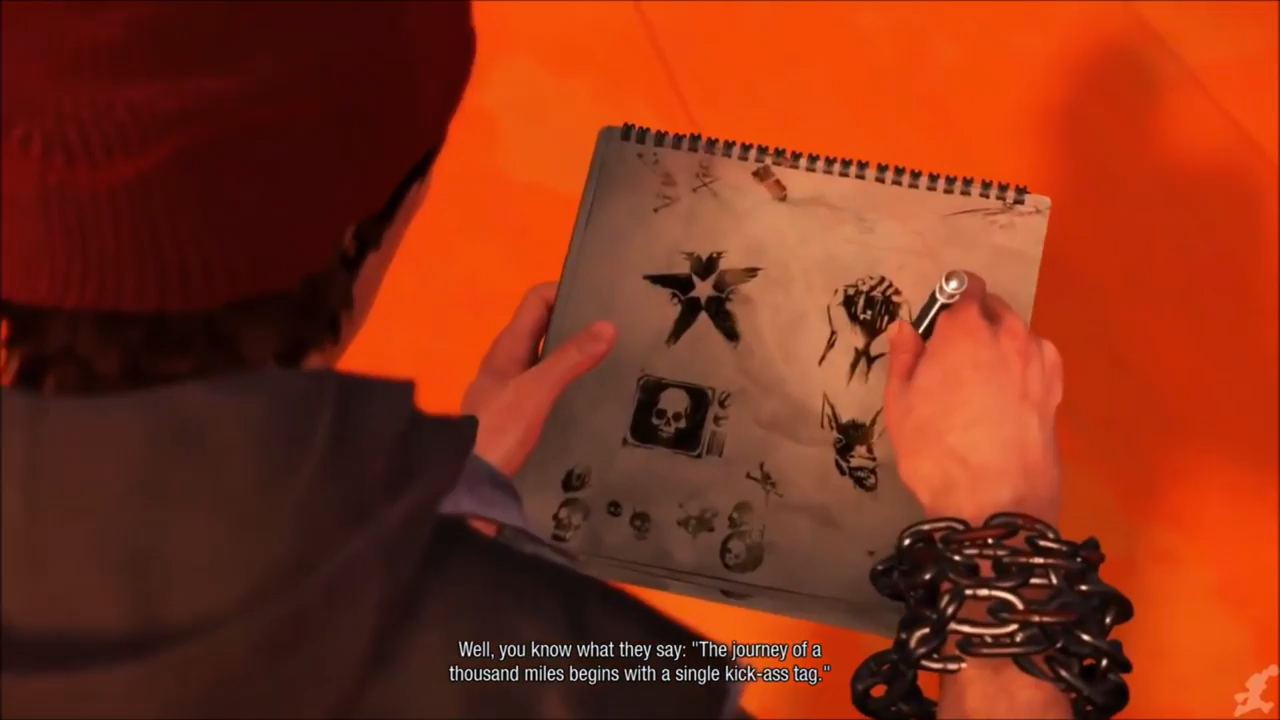 Well, you know what they say: "The journey of a
thousand miles begins with a single kick-ass tag."